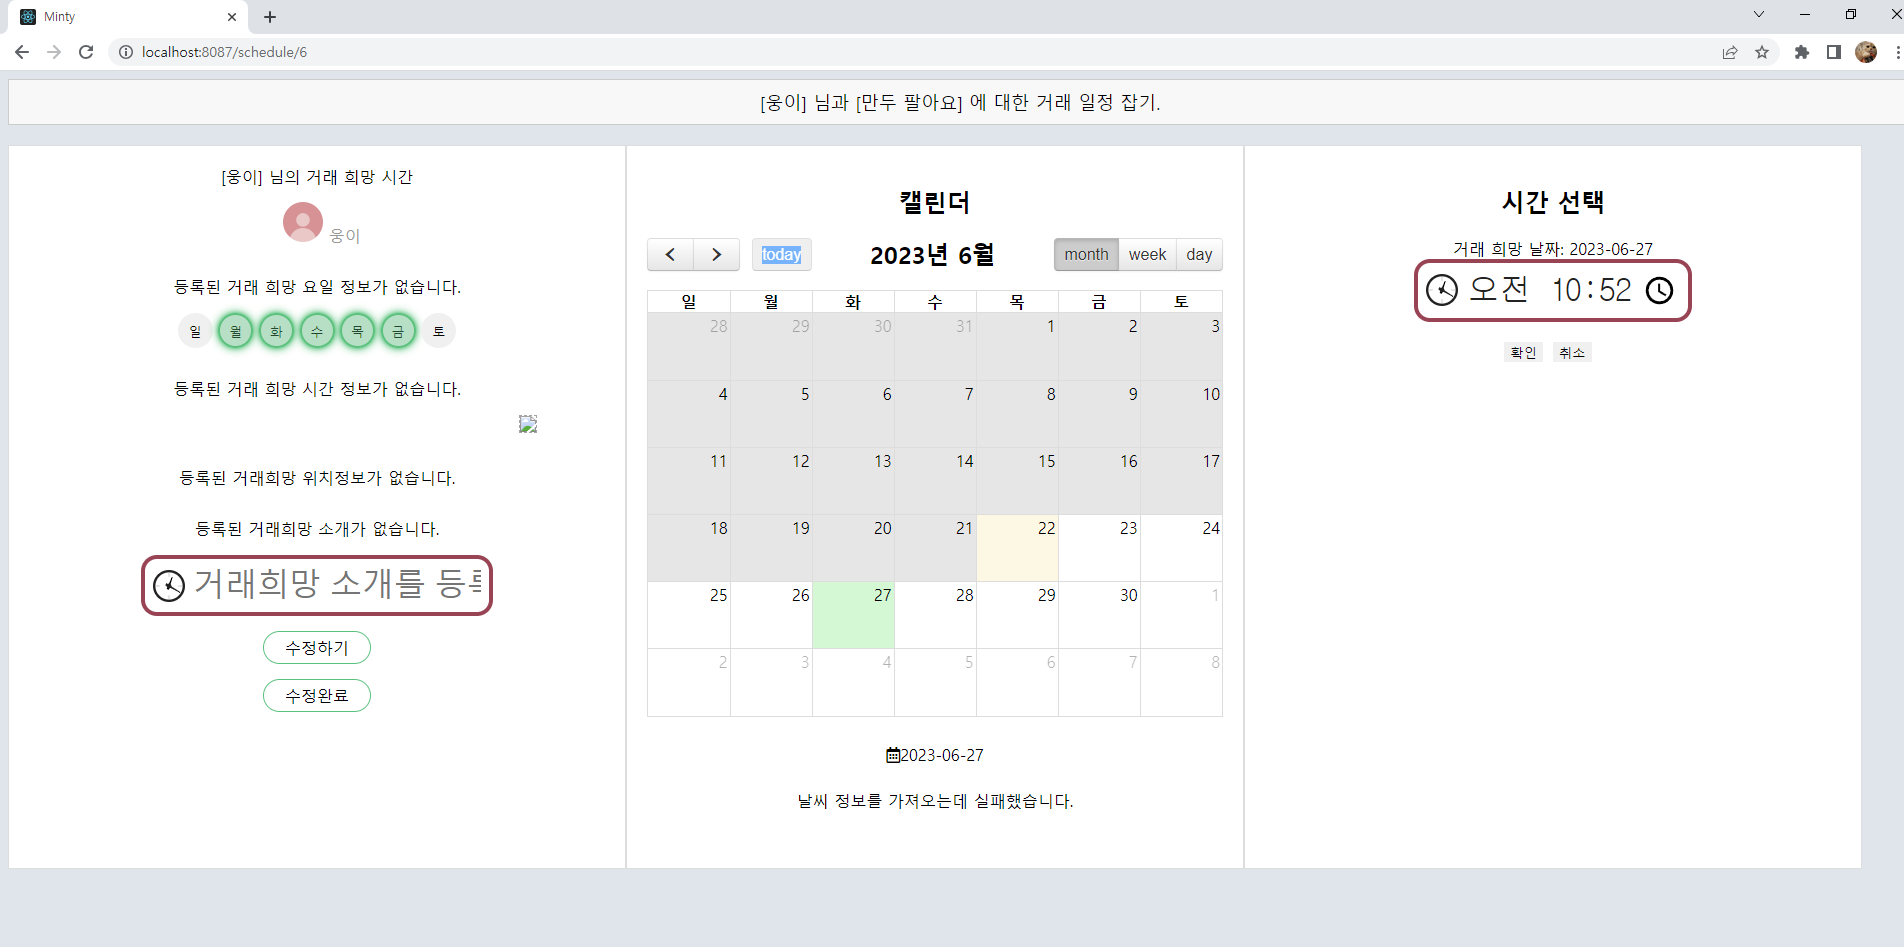 Minty
localhost:8087/schedule/6
[웅이] 님과 [만두 팔아요] 에 대한 거래 일정 잡기.
[웅이] 님의 거래 희망 시간
웅이
등록된 거래 희망 요일 정보가 없습니다.
일 월 화 수 목 금 토
등록된 거래 희망 시간 정보가 없습니다.
등록된 거래희망 위치정보가 없습니다.
등록된 거래희망 소개가 없습니다.
거래희망 소개를 등
수정하기
수정완료
캘린더
today 2023년 6월 month week day
일 월 화 수 목 금 토
28 29 30 31 1 2 3
4 5 6 7 8 9 10
11 12 13 14 15 16 17
18 19 20 21 22 23 24
25 26 27 28 29 30 1
2 3 4 5 6 7 8
2023-06-27
날씨 정보를 가져오는데 실패했습니다.
시간 선택
거래 희망 날짜: 2023-06-27
오전 10:52
확인 취소